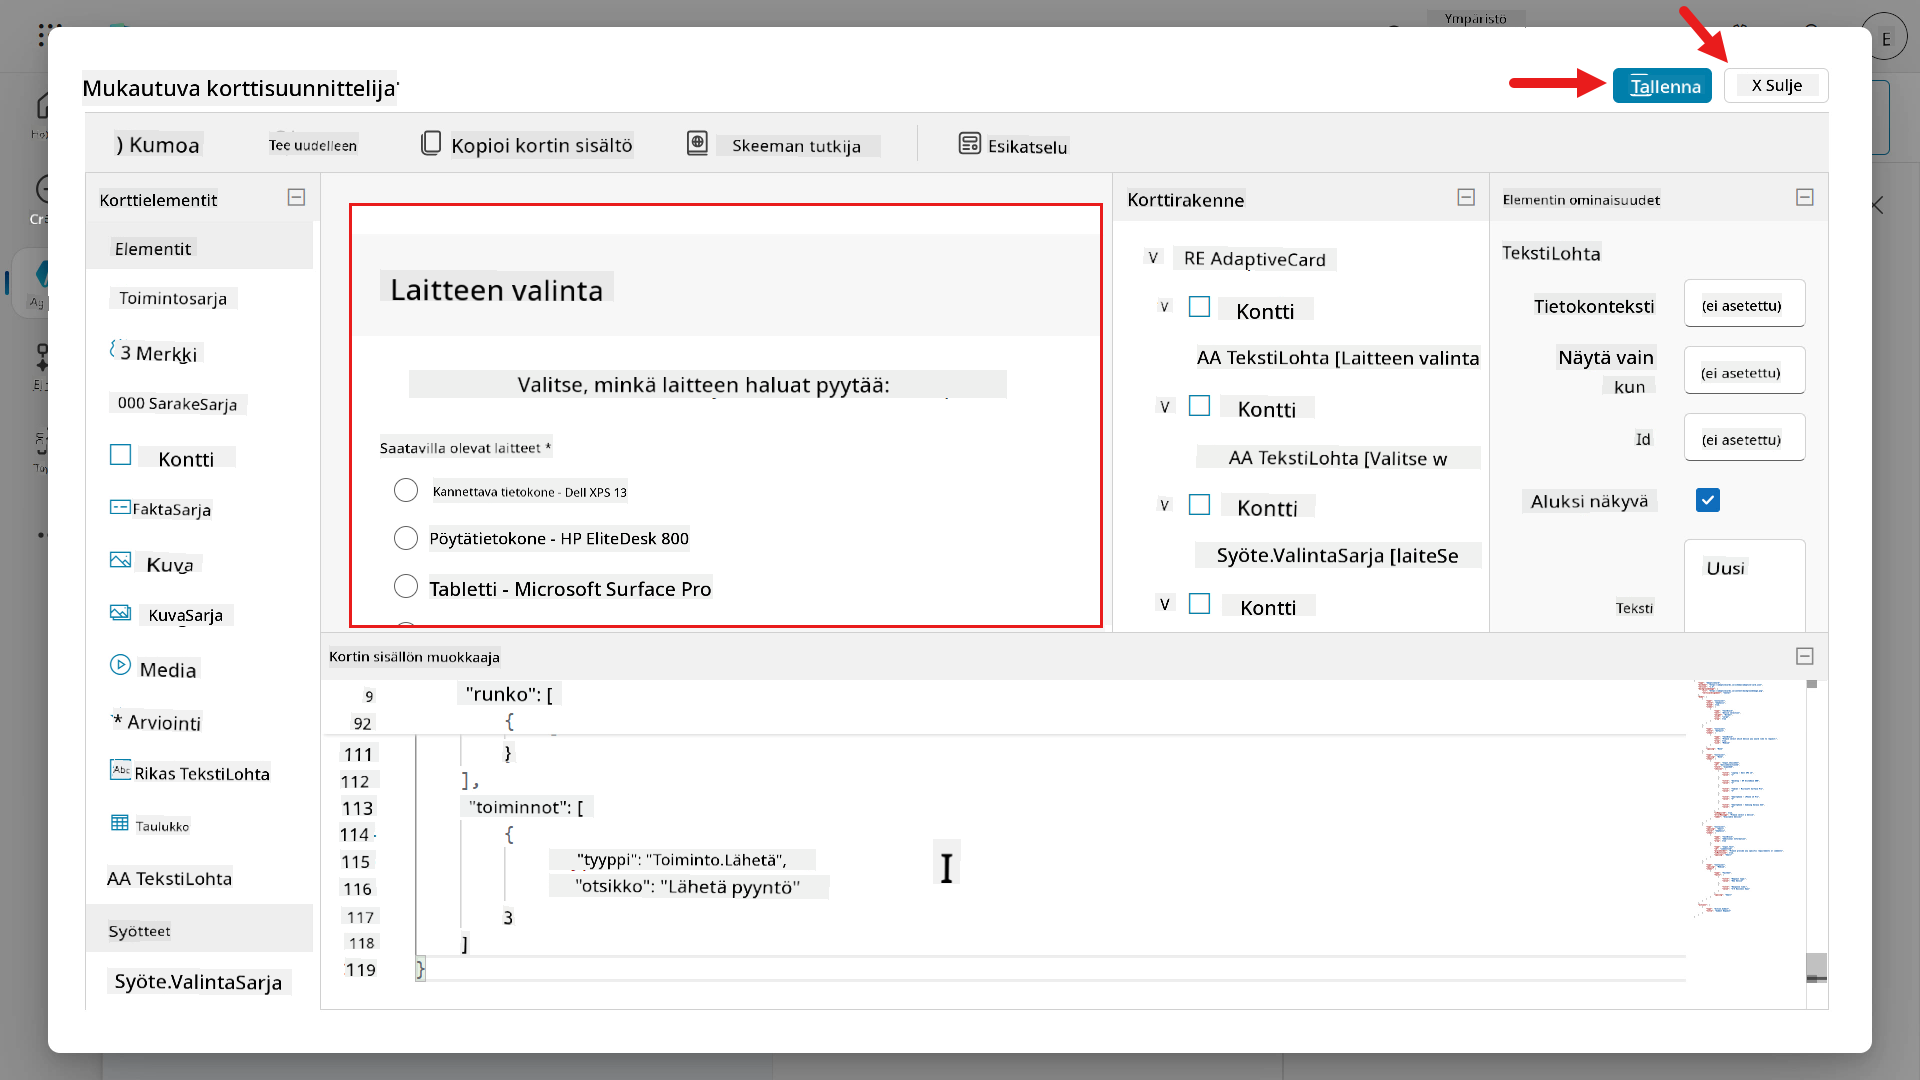 Ymparistö
E
Mukautuva korttisuunnittelija
Tallenna
X Sulje
) Kumoa
Tee uudelleen
Kopioi kortin sisältö
Skeeman tutkija
Esikatselu
Korttielementit
Elementit
Toimintosarja
3 Merkki
000 SarakeSarja
Kontti
FaktaSarja
Kuva
KuvaSarja
Media
* Arviointi
Rikas TekstiLohta
Taulukko
AA TekstiLohta
Syötteet
Syöte.ValintaSarja
Laitteen valinta
Valitse, minkä laitteen haluat pyytää:
Saatavilla olevat laitteet *
Kannettava tietokone - Dell XPS 13
Pöytätietokone - HP EliteDesk 800
Tabletti - Microsoft Surface Pro
Korttirakenne
V RE AdaptiveCard
V Kontti
AA TekstiLohta [Laitteen valinta
V Kontti
AA TekstiLohta [Valitse w
V Kontti
Syöte.ValintaSarja [laiteSe
V Kontti
Elementin ominaisuudet
TekstiLohta
Tietokonteksti (ei asetettu)
Näytä vain
kun
(ei asetettu)
Id (ei asetettu)
Aluksi näkyvä
Teksti
Uusi
Kortin sisällön muokkaaja
9 "runko": [
92 {
111 }
112 ],
113 "toiminnot": [
114 {
115 "tyyppi": "Toiminto.Lähetä",
116 "otsikko": "Lähetä pyyntö"
117 3
118 ]
119 }